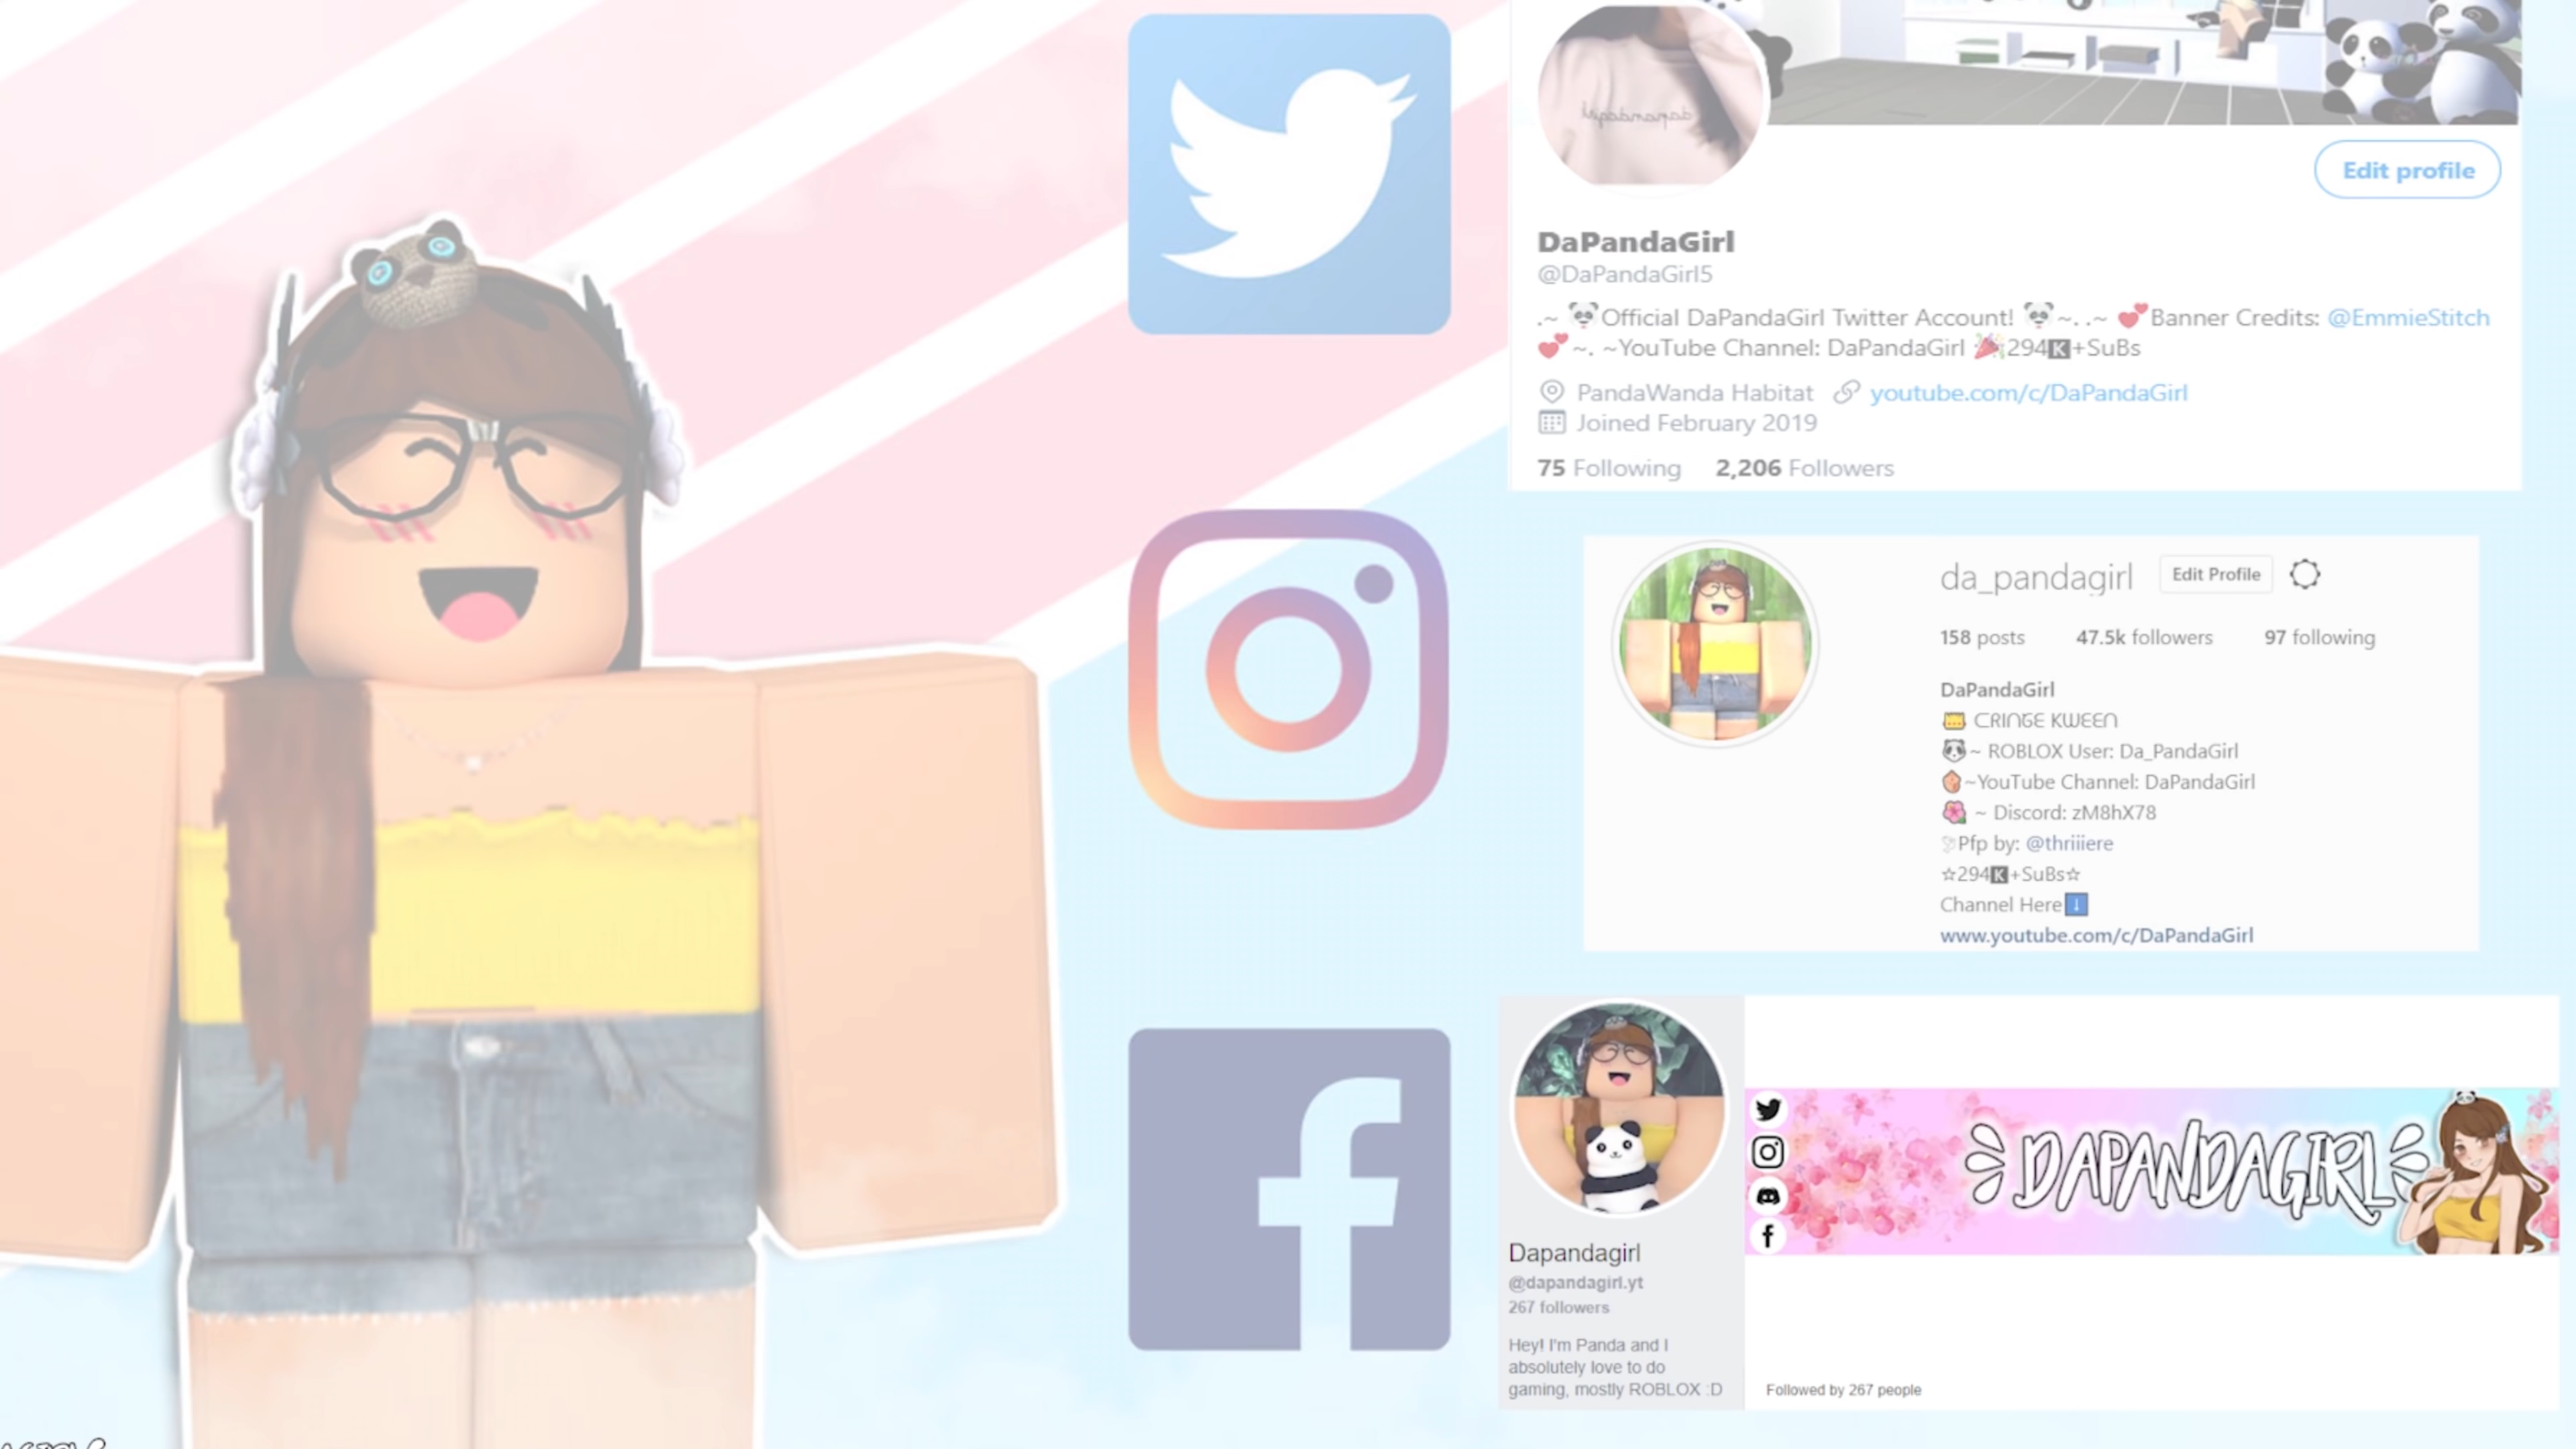 Edit profile
DaPandaGirl
@DaPandaGirl5
.~ 🐼Official DaPandaGirl Twitter Account! 🐼~. .~ 💕Banner Credits: @EmmieStitch
💕~. ~YouTube Channel: DaPandaGirl 🎉294🅺+SuBs
PandaWanda Habitat youtube.com/c/DaPandaGirl
Joined February 2019
75 Following 2,206 Followers
da_pandagirl Edit Profile
158 posts 47.5k followers 97 following
DaPandaGirl
👑 CRINGE KWEEN
🐼~ ROBLOX User: Da_PandaGirl
~YouTube Channel: DaPandaGirl
🌺 ~ Discord: zM8hX78
🕊Pfp by: @thriiiere
☆294🅺+SuBs☆
Channel Here⬇
www.youtube.com/c/DaPandaGirl
DAPANDAGIRL
Dapandagirl
@dapandagirl.yt
267 followers
Hey! I'm Panda and I
absolutely love to do
gaming, mostly ROBLOX :D
Followed by 267 people